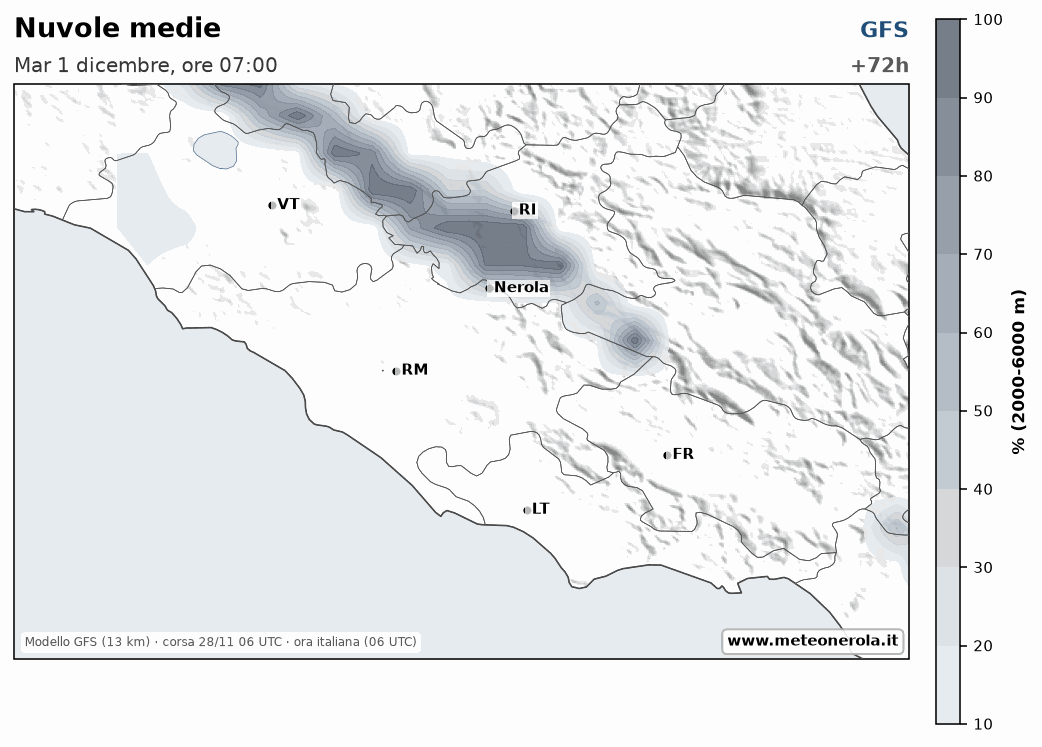 Nuvole medie
GFS
Mar 1 dicembre, ore 07:00
+72h
100
90
80
70
60
50
40
30
20
10
% (2000-6000 m)
VT
RI
Nerola
RM
FR
LT
Modello GFS (13 km) · corsa 28/11 06 UTC · ora italiana (06 UTC)
www.meteonerola.it